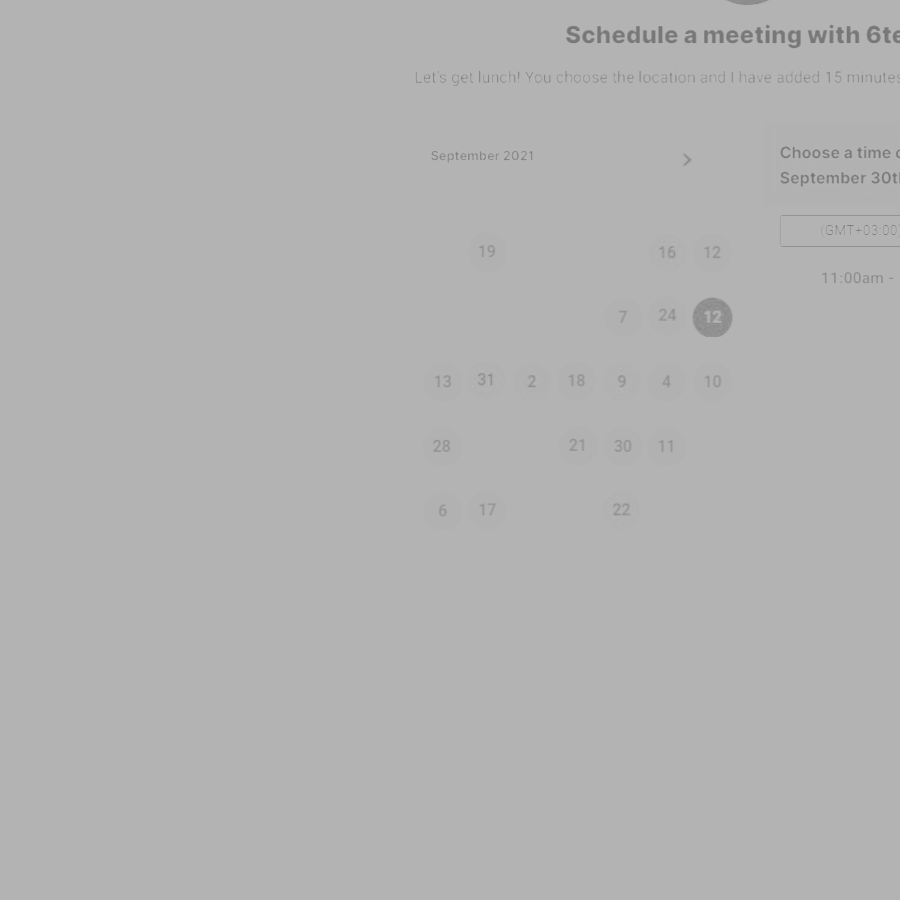 Schedule a meeting with 6te
Let's get lunch! You choose the location and I have added 15 minutes
September 2021
Choose a time
September 30t
(GMT+03:00
11:00am -
19 16 12
7 24 12
13 31 2 18 9 4 10
28 21 30 11
6 17 22